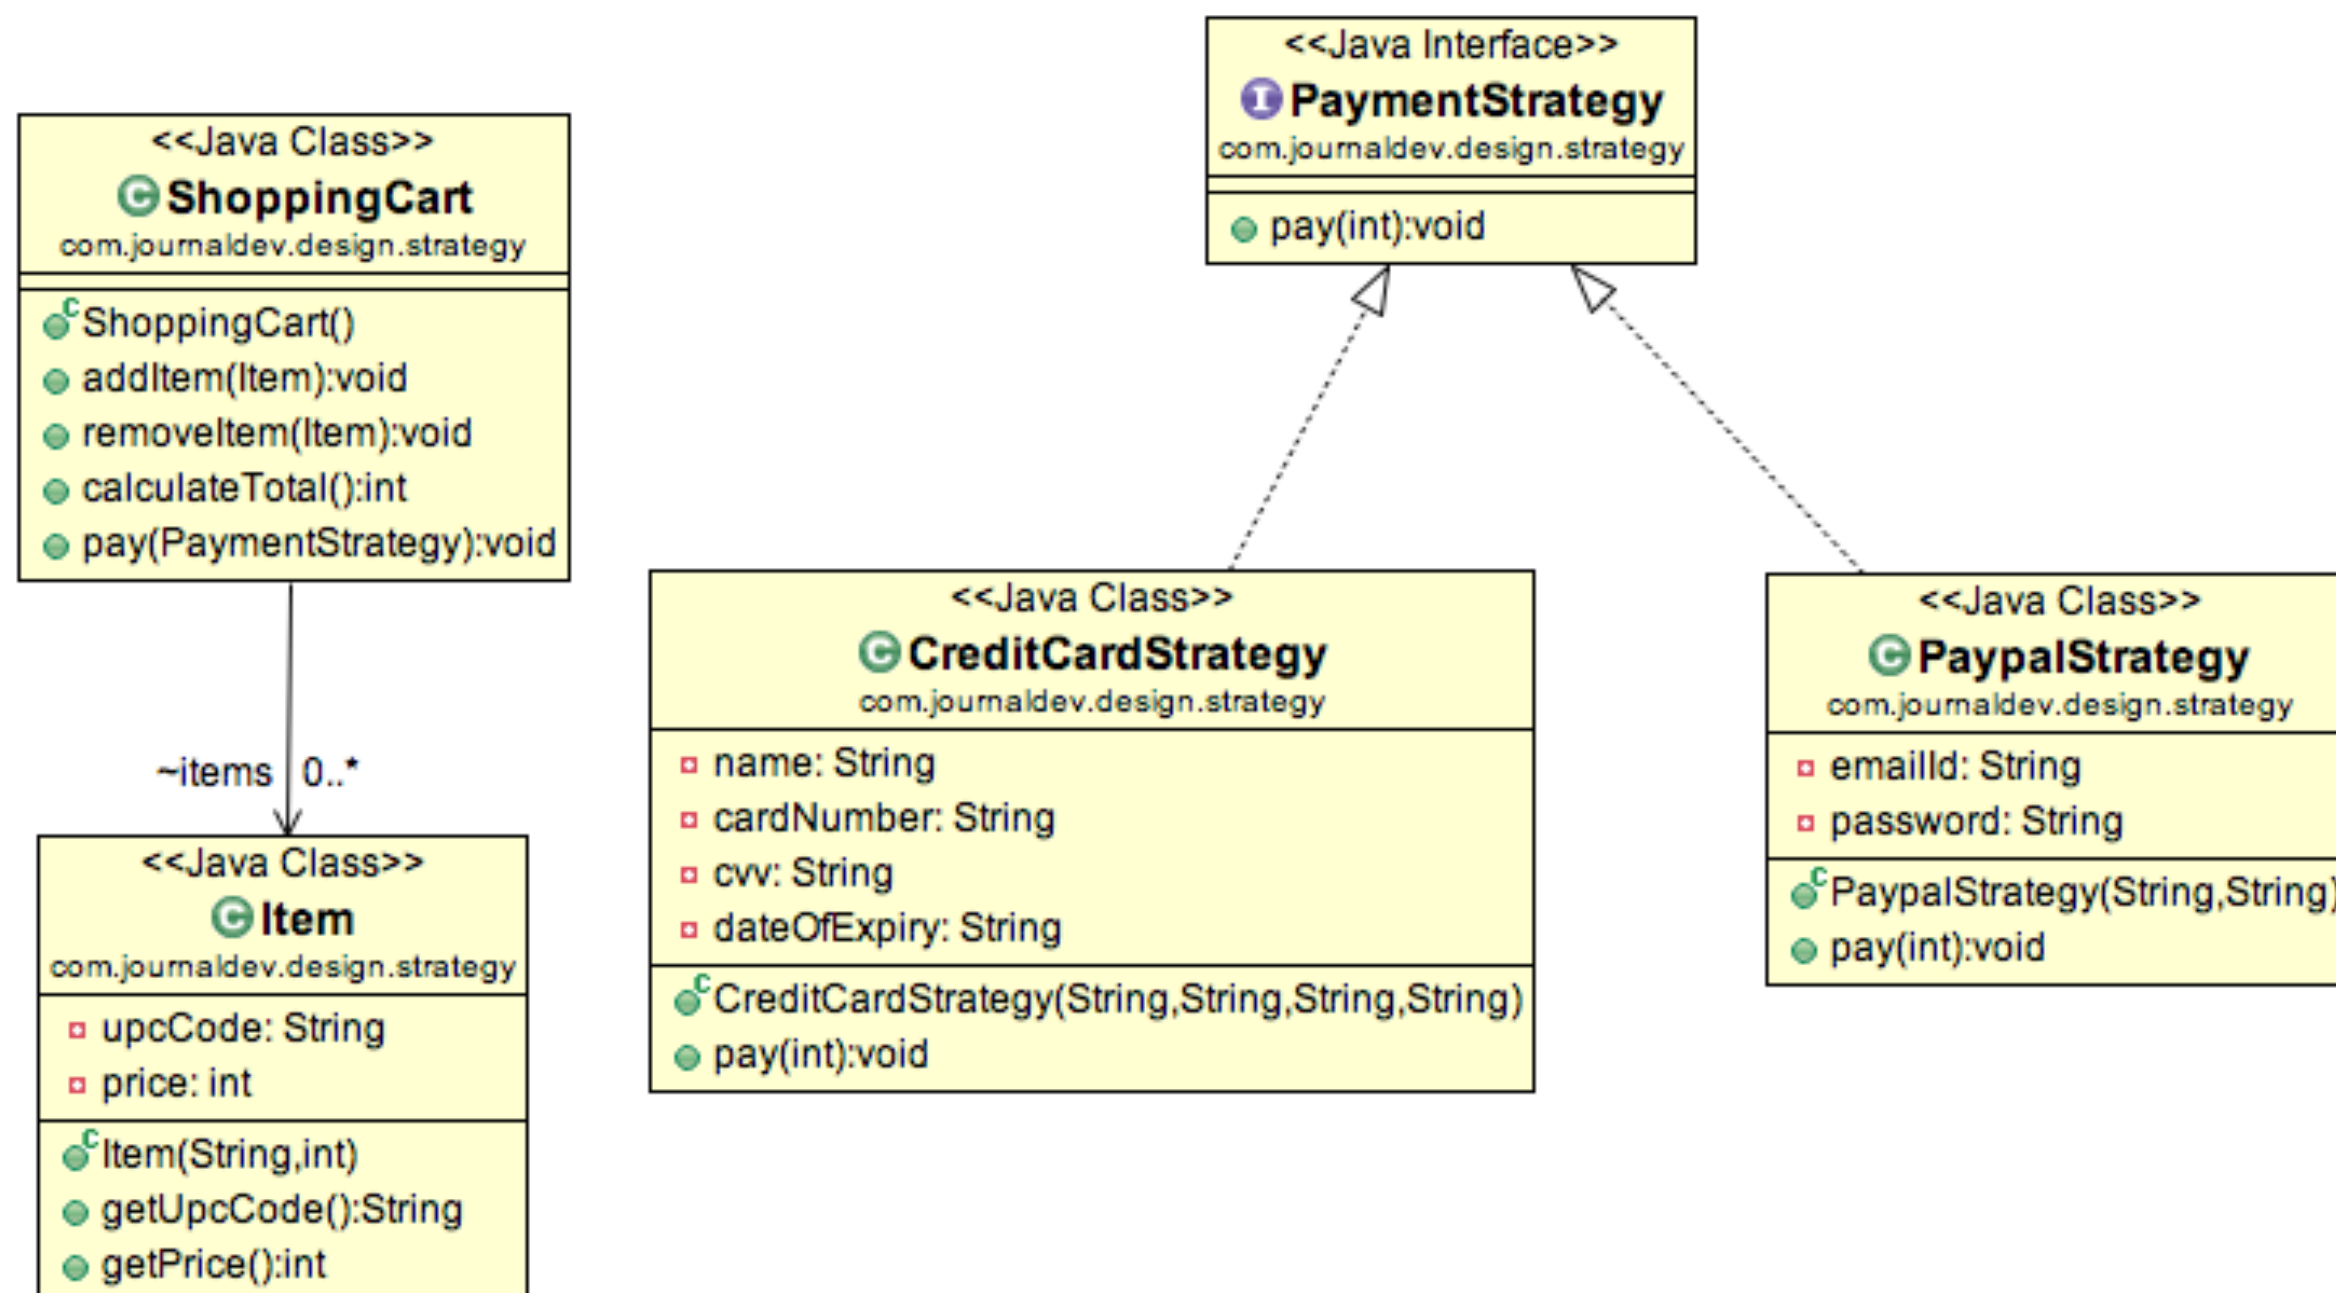 <<Java Class>>
ShoppingCart
com.journaldev.design.strategy
ShoppingCart()
addItem(Item):void
removeItem(Item):void
calculateTotal():int
pay(PaymentStrategy):void
~items 0..*
<<Java Class>>
Item
com.journaldev.design.strategy
upcCode: String
price: int
Item(String,int)
getUpcCode():String
getPrice():int
<<Java Interface>>
PaymentStrategy
com.journaldev.design.strategy
pay(int):void
<<Java Class>>
CreditCardStrategy
com.journaldev.design.strategy
name: String
cardNumber: String
cvv: String
dateOfExpiry: String
CreditCardStrategy(String,String,String,String)
pay(int):void
<<Java Class>>
PaypalStrategy
com.journaldev.design.strategy
emailId: String
password: String
PaypalStrategy(String,String)
pay(int):void